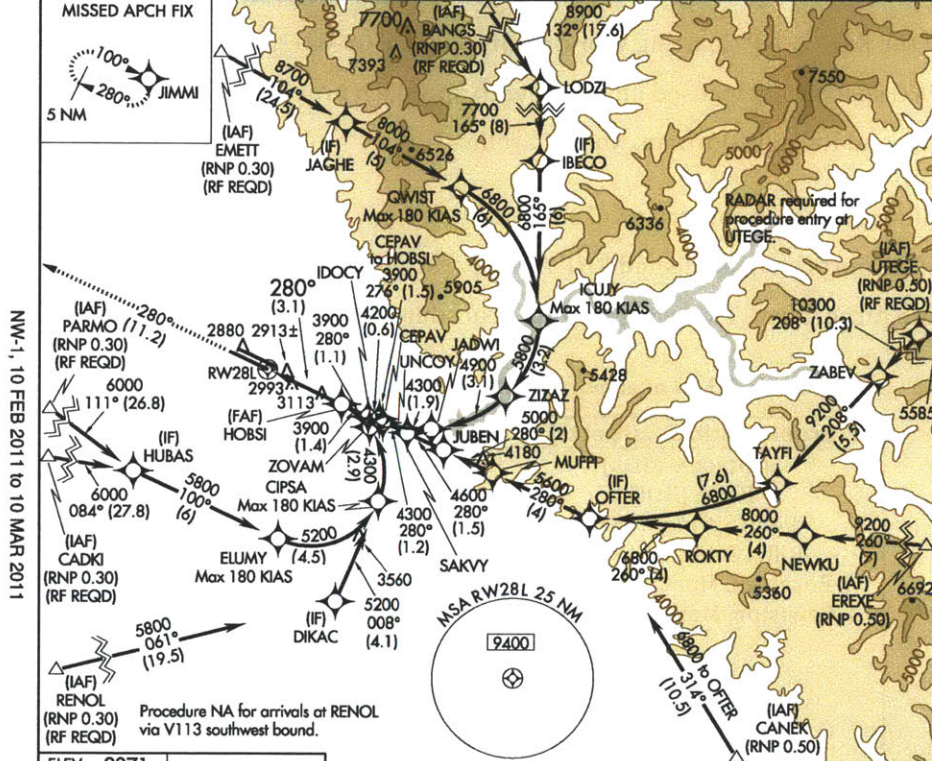 MISSED APCH FIX
100°
280°
5 NM
JIMMI
8700
104°
(24.5)
(IAF)
EMETT
(RNP 0.30)
(RF REQD)
7700
7393
(IAF)
BANGS
(RNP 0.30)
(RF REQD)
8900
132° (17.6)
LODZI
7700
165° (8)
(IF)
IBECO
6800
165°
(6)
(IF)
JAGHE
8000
104°
(5)
6526
QWIST
Max 180 KIAS
6800
(6)
7550
5000
6000
6336
4000
RADAR required for
procedure entry at
UTEGE.
5000
4000
(IAF)
UTEGE
(RNP 0.50)
(RF REQD)
10300
208° (10.3)
ZABEV
5585
9200
208°
(5.5)
TAYFI
ICUJY
Max 180 KIAS
5800
(3.2)
5428
ZIZAZ
4000
5905
CEPAV
to HOBSI
3900
276° (1.5)
IDOCY
4200
(0.6)
CEPAV
UNCOY
4300
(1.9)
JADWI
4900
(3.1)
280°
(3.1)
3900
280°
(1.1)
280°
(11.2)
2880
2913±
RW28L
2993
3113
(FAF)
HOBSI
3900
(1.4)
ZOVAM
4300
(2.9)
CIPSA
Max 180 KIAS
JUBEN
5000
280° (2)
4180
MUFPI
5600
280°
(4)
(IF)
OFTER
(7.6)
6800
4600
280°
(1.5)
4300
280°
(1.2)
SAKVY
(IAF)
PARMO
(RNP 0.30)
(RF REQD)
6000
111° (26.8)
(IF)
HUBAS
6000
084° (27.8)
(IAF)
CADKI
(RNP 0.30)
(RF REQD)
5800
100°
(6)
ELUMY
Max 180 KIAS
5200
(4.5)
3560
5200
008°
(4.1)
(IF)
DIKAC
5800
061°
(19.5)
(IAF)
RENOL
(RNP 0.30)
(RF REQD)
Procedure NA for arrivals at RENOL
via V113 southwest bound.
MSA RW28L 25 NM
9400
6800
260° (4)
ROKTY
8000
260°
(4)
NEWKU
9200
260°
(7)
(IAF)
EREXE
(RNP 0.50)
6692
5360
4000
5000
6800 to OFTER
314°
(10.5)
(IAF)
CANEK
(RNP 0.50)
NW-1, 10 FEB 2011 to 10 MAR 2011